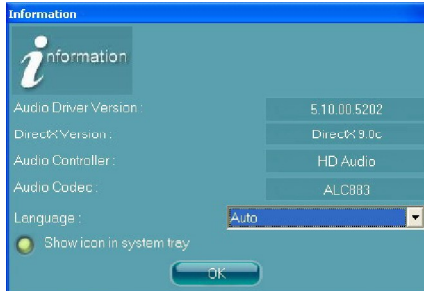 Information
information
Audio Driver Version : 5.10.00.5202
DirectX Version : DirectX 9.0c
Audio Controller : HD Audio
Audio Codec : ALC883
Language : Auto
Show icon in system tray
OK